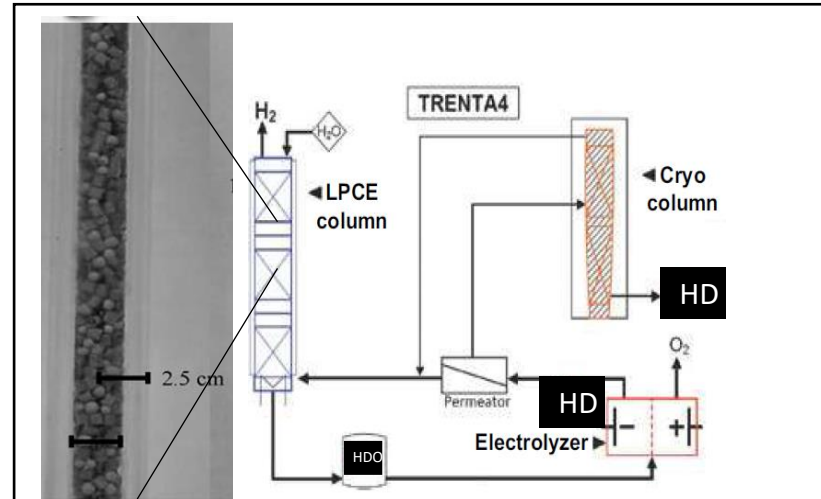 TRENTA4
H₂
H₂O
LPCE
column
Cryo
column
HD
O₂
2.5 cm
Permeator
HD
Electrolyzer
HDO